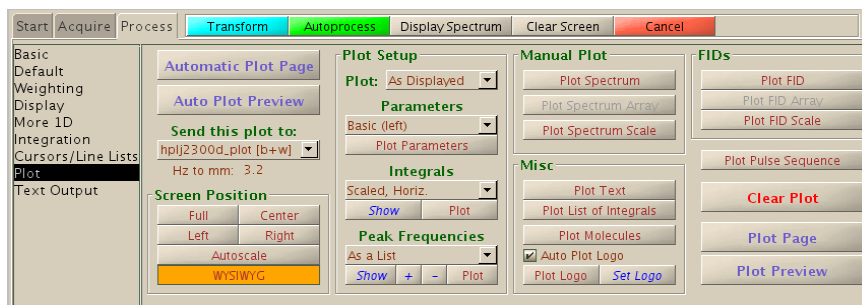 Start Acquire Process Transform Autoprocess Display Spectrum Clear Screen Cancel
Basic
Default
Weighting
Display
More 1D
Integration
Cursors/Line Lists
Plot
Text Output
Automatic Plot Page
Auto Plot Preview
Send this plot to:
hplj2300d_plot [b+w]
Hz to mm: 3.2
Screen Position
Full Center
Left Right
Autoscale
WYSIWYG
Plot Setup
Plot: As Displayed
Parameters
Basic (left)
Plot Parameters
Integrals
Scaled, Horiz.
Show Plot
Peak Frequencies
As a List
Show + - Plot
Manual Plot
Plot Spectrum
Plot Spectrum Array
Plot Spectrum Scale
Misc
Plot Text
Plot List of Integrals
Plot Molecules
Auto Plot Logo
Plot Logo Set Logo
FIDs
Plot FID
Plot FID Array
Plot FID Scale
Plot Pulse Sequence
Clear Plot
Plot Page
Plot Preview